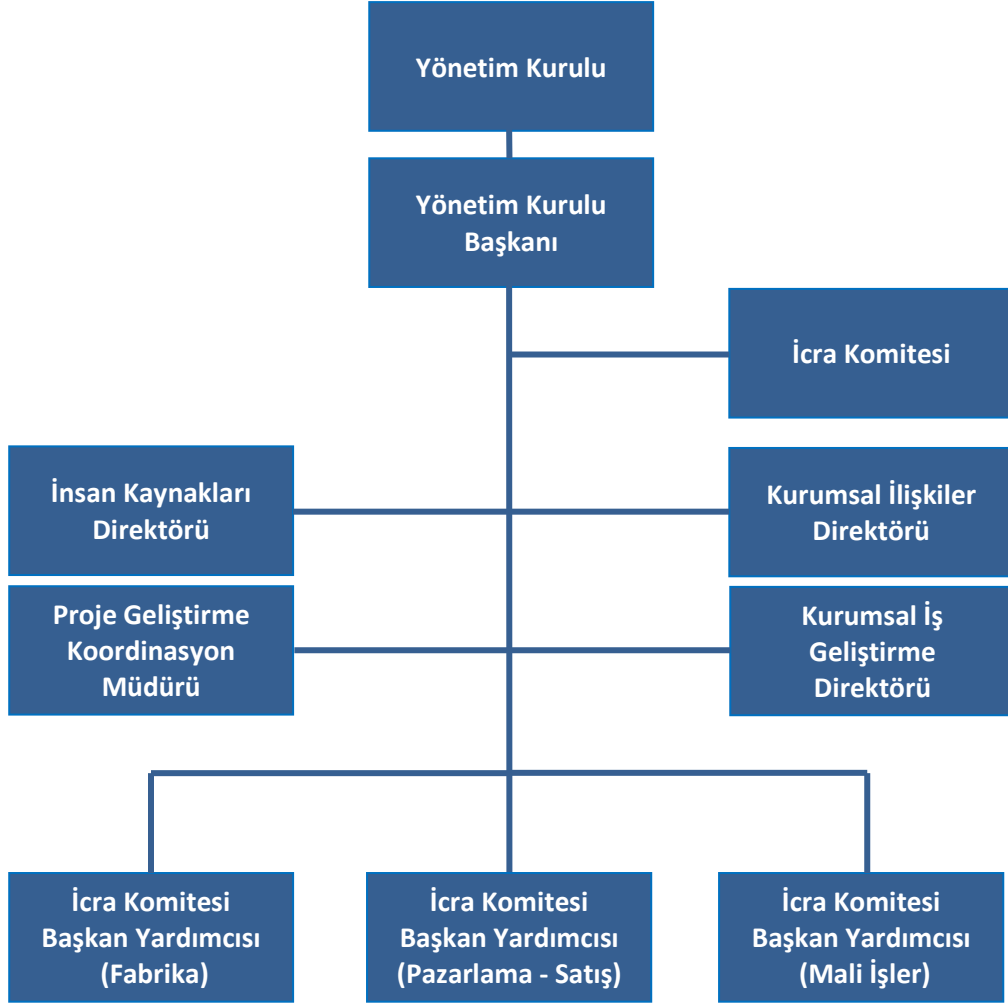 Yönetim Kurulu
Yönetim Kurulu
Başkanı
İcra Komitesi
İnsan Kaynakları
Direktörü
Kurumsal İlişkiler
Direktörü
Proje Geliştirme
Koordinasyon
Müdürü
Kurumsal İş
Geliştirme
Direktörü
İcra Komitesi
Başkan Yardımcısı
(Fabrika)
İcra Komitesi
Başkan Yardımcısı
(Pazarlama - Satış)
İcra Komitesi
Başkan Yardımcısı
(Mali İşler)